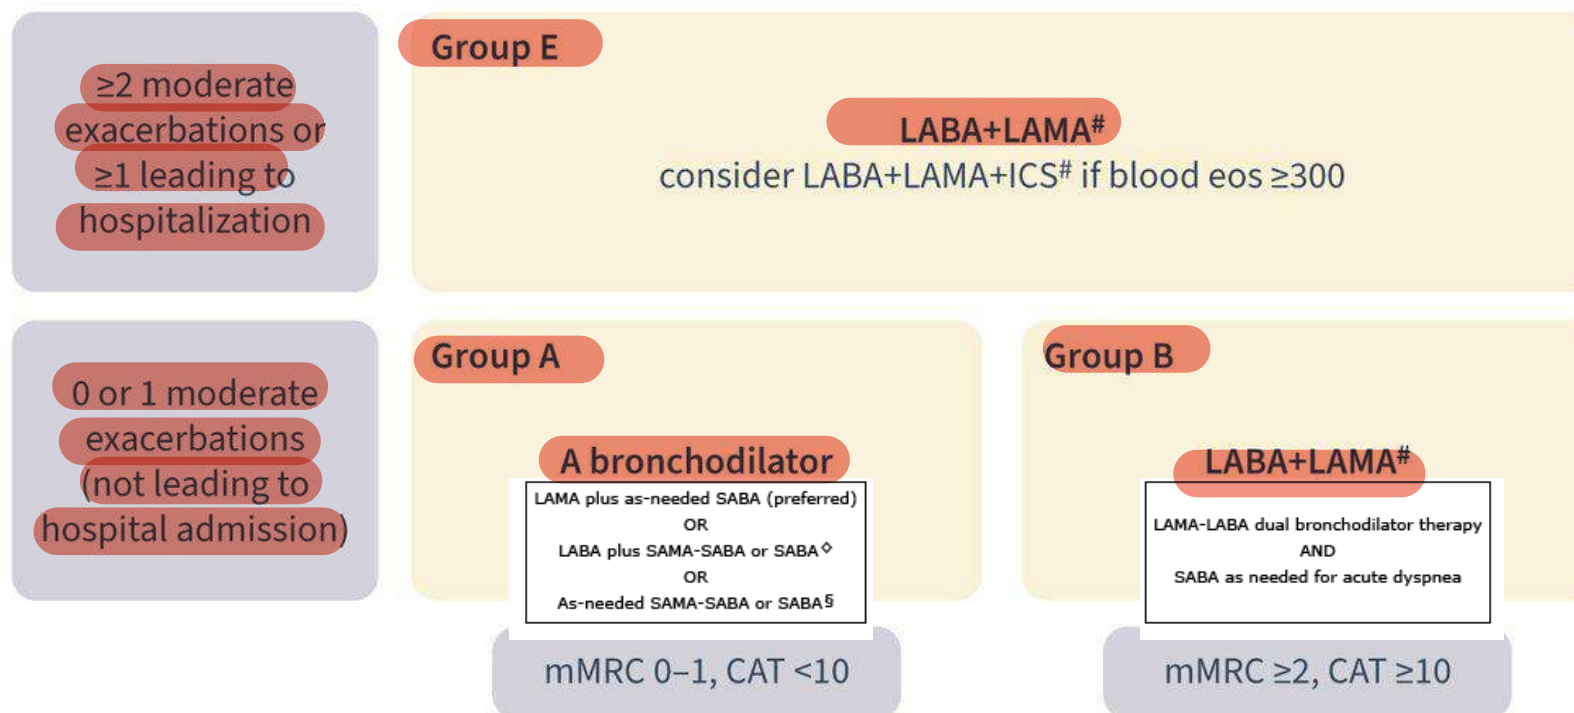 ≥2 moderate
exacerbations or
≥1 leading to
hospitalization
Group E
LABA+LAMA#
consider LABA+LAMA+ICS# if blood eos ≥300
0 or 1 moderate
exacerbations
(not leading to
hospital admission)
Group A
A bronchodilator
LAMA plus as-needed SABA (preferred)
OR
LABA plus SAMA-SABA or SABA◇
OR
As-needed SAMA-SABA or SABA§
mMRC 0–1, CAT <10
Group B
LABA+LAMA#
LAMA-LABA dual bronchodilator therapy
AND
SABA as needed for acute dyspnea
mMRC ≥2, CAT ≥10